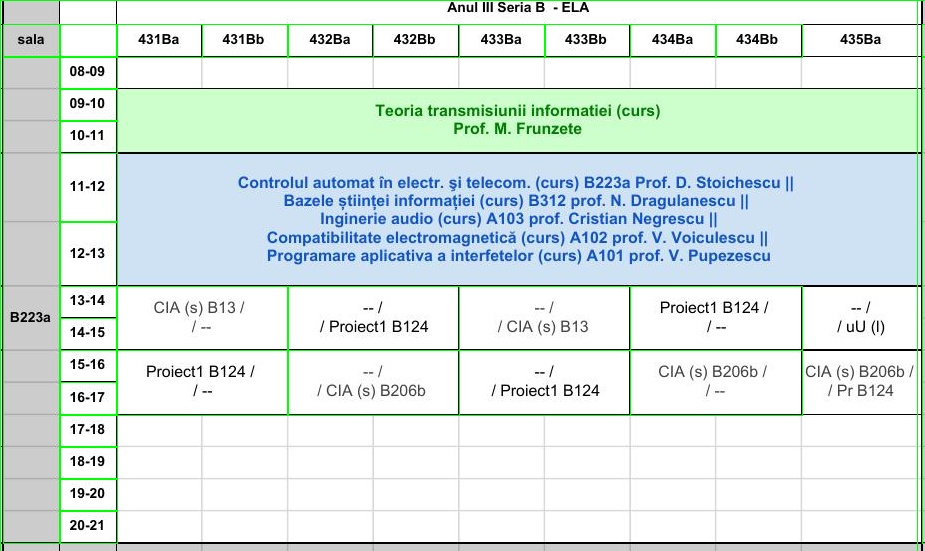 Anul III Seria B - ELA
sala 431Ba 431Bb 432Ba 432Bb 433Ba 433Bb 434Ba 434Bb 435Ba
08-09
09-10
10-11
Teoria transmisiunii informatiei (curs)
Prof. M. Frunzete
11-12
12-13
Controlul automat în electr. şi telecom. (curs) B223a Prof. D. Stoichescu ||
Bazele științei informației (curs) B312 prof. N. Dragulanescu ||
Inginerie audio (curs) A103 prof. Cristian Negrescu ||
Compatibilitate electromagnetică (curs) A102 prof. V. Voiculescu ||
Programare aplicativa a interfetelor (curs) A101 prof. V. Pupezescu
B223a
13-14
14-15
CIA (s) B13 /
/ --
-- /
/ Proiect1 B124
-- /
/ CIA (s) B13
Proiect1 B124 /
/ --
-- /
/ uU (l)
15-16
16-17
Proiect1 B124 /
/ --
-- /
/ CIA (s) B206b
-- /
/ Proiect1 B124
CIA (s) B206b /
/ --
CIA (s) B206b /
/ Pr B124
17-18
18-19
19-20
20-21